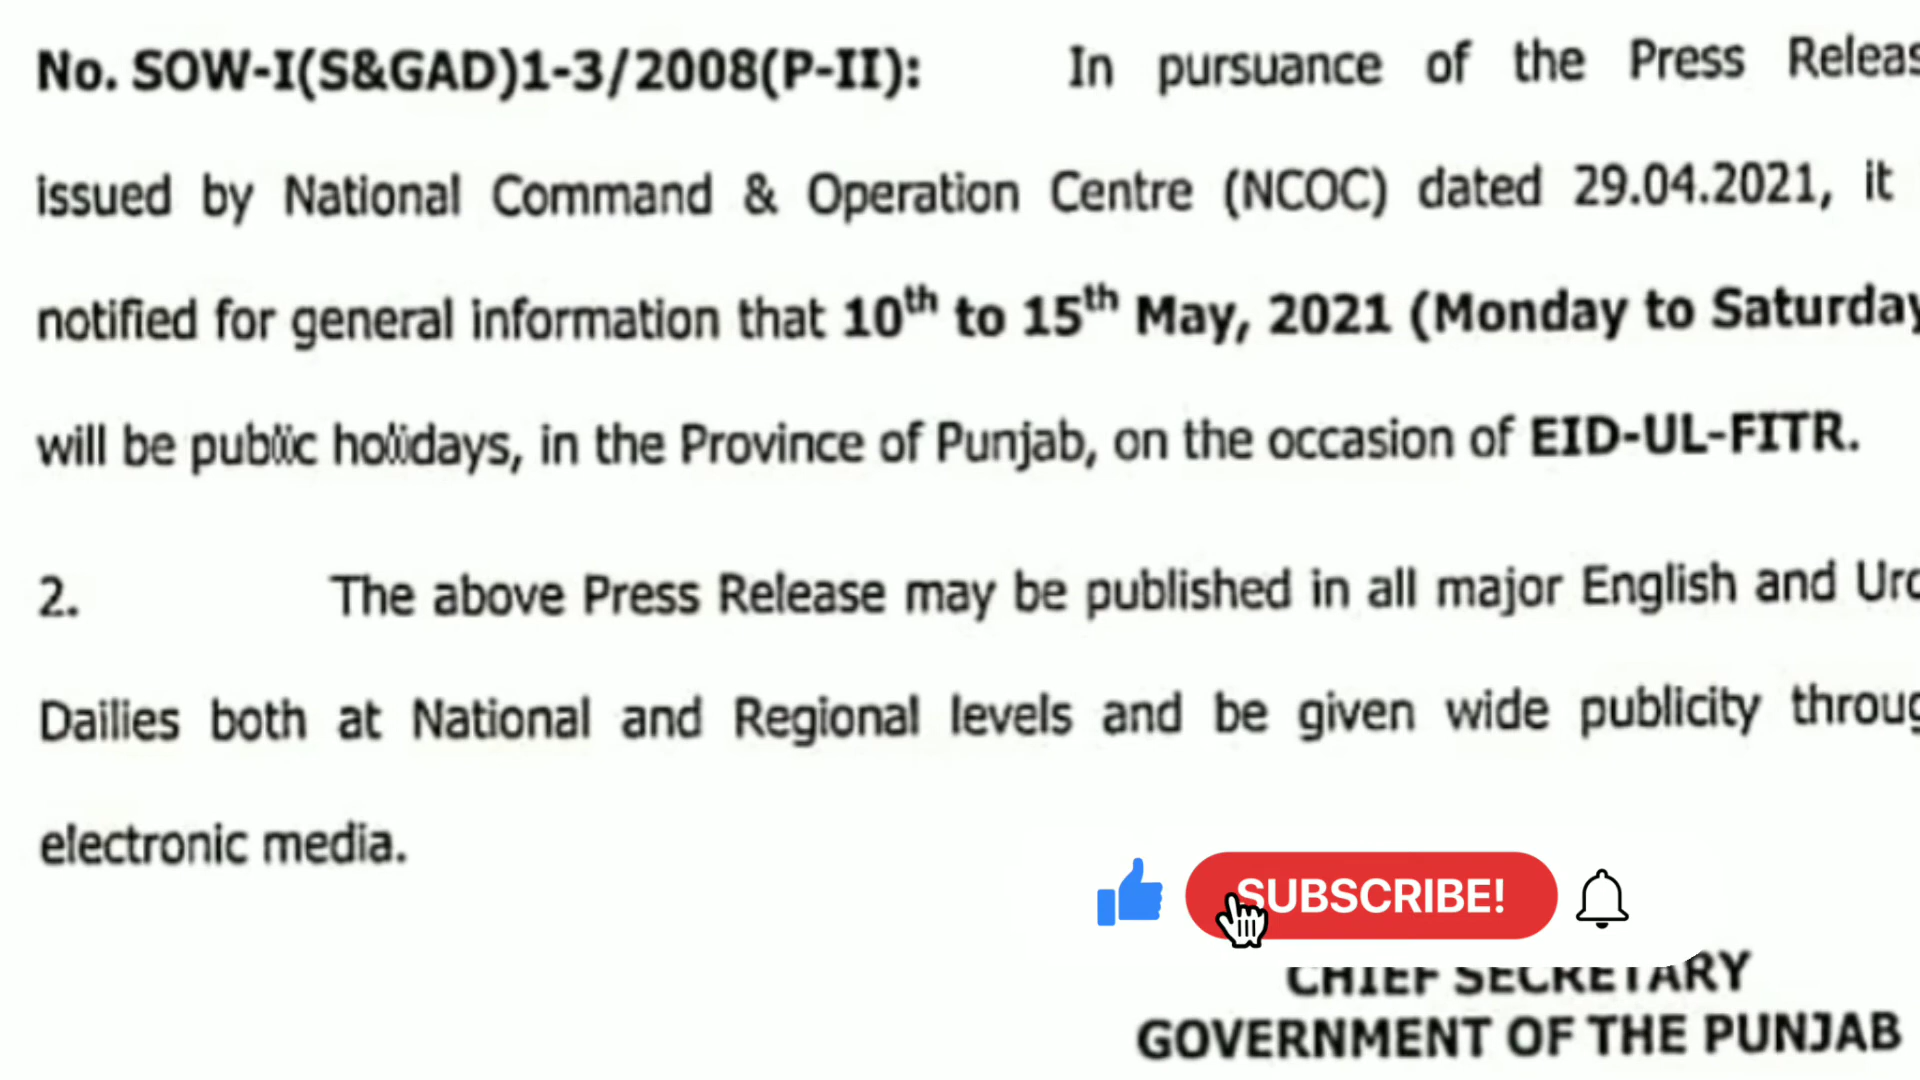 No. SOW-I(S&GAD)1-3/2008(P-II): In pursuance of the Press Releas
issued by National Command & Operation Centre (NCOC) dated 29.04.2021, it
notified for general information that 10th to 15th May, 2021 (Monday to Saturday
will be public holidays, in the Province of Punjab, on the occasion of EID-UL-FITR.
2. The above Press Release may be published in all major English and Urd
Dailies both at National and Regional levels and be given wide publicity throug
electronic media.
SUBSCRIBE!
CHIEF SECRETARY
GOVERNMENT OF THE PUNJAB